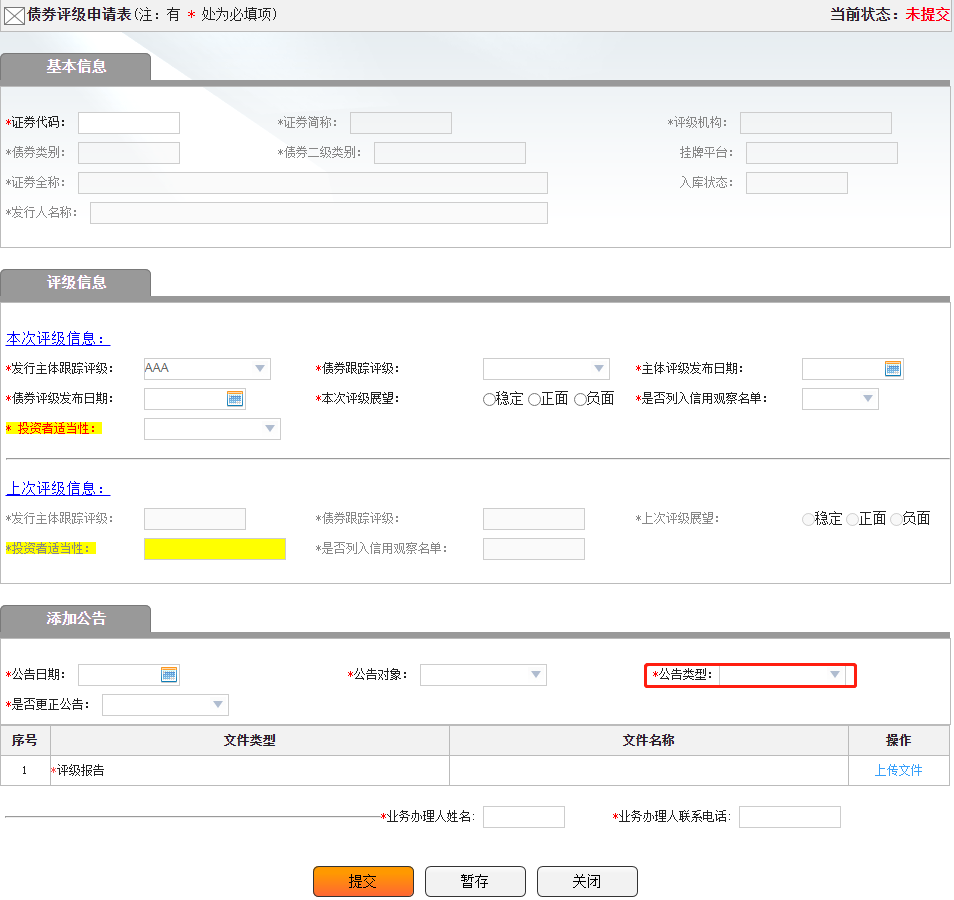 债券评级申请表(注：有 * 处为必填项) 当前状态：未提交
基本信息
*证券代码： *证券简称： *评级机构：
*债券类别： *债券二级类别： 挂牌平台：
*证券全称： 入库状态：
*发行人名称：
评级信息
本次评级信息：
*发行主体跟踪评级： AAA *债券跟踪评级： *主体评级发布日期：
*债券评级发布日期： *本次评级展望： 稳定 正面 负面 *是否列入信用观察名单：
* 投资者适当性：
上次评级信息：
*发行主体跟踪评级： *债券跟踪评级： *上次评级展望： 稳定 正面 负面
*投资者适当性： *是否列入信用观察名单：
添加公告
*公告日期： *公告对象： *公告类型：
*是否更正公告：
序号 文件类型 文件名称 操作
1 *评级报告 上传文件
*业务办理人姓名: *业务办理人联系电话:
提交 暂存 关闭